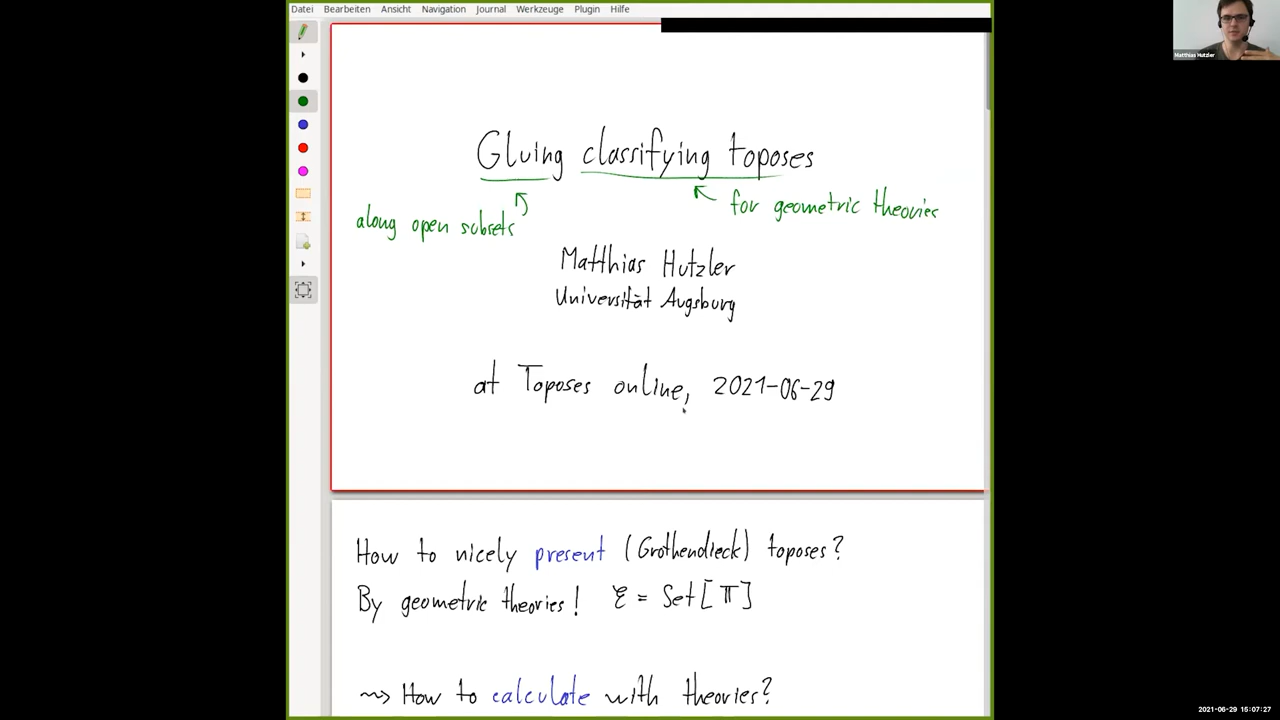 Datei Bearbeiten Ansicht Navigation Journal Werkzeuge Plugin Hilfe
Matthias Hutzler
Gluing classifying toposes
along open subsets
for geometric theories
Matthias Hutzler
Universität Augsburg
at Toposes online, 2021-06-29
How to nicely present (Grothendieck) toposes?
By geometric theories! ℰ = Set[𝕋]
⇝ How to calculate with theories?
2021-06-29 15:07:27